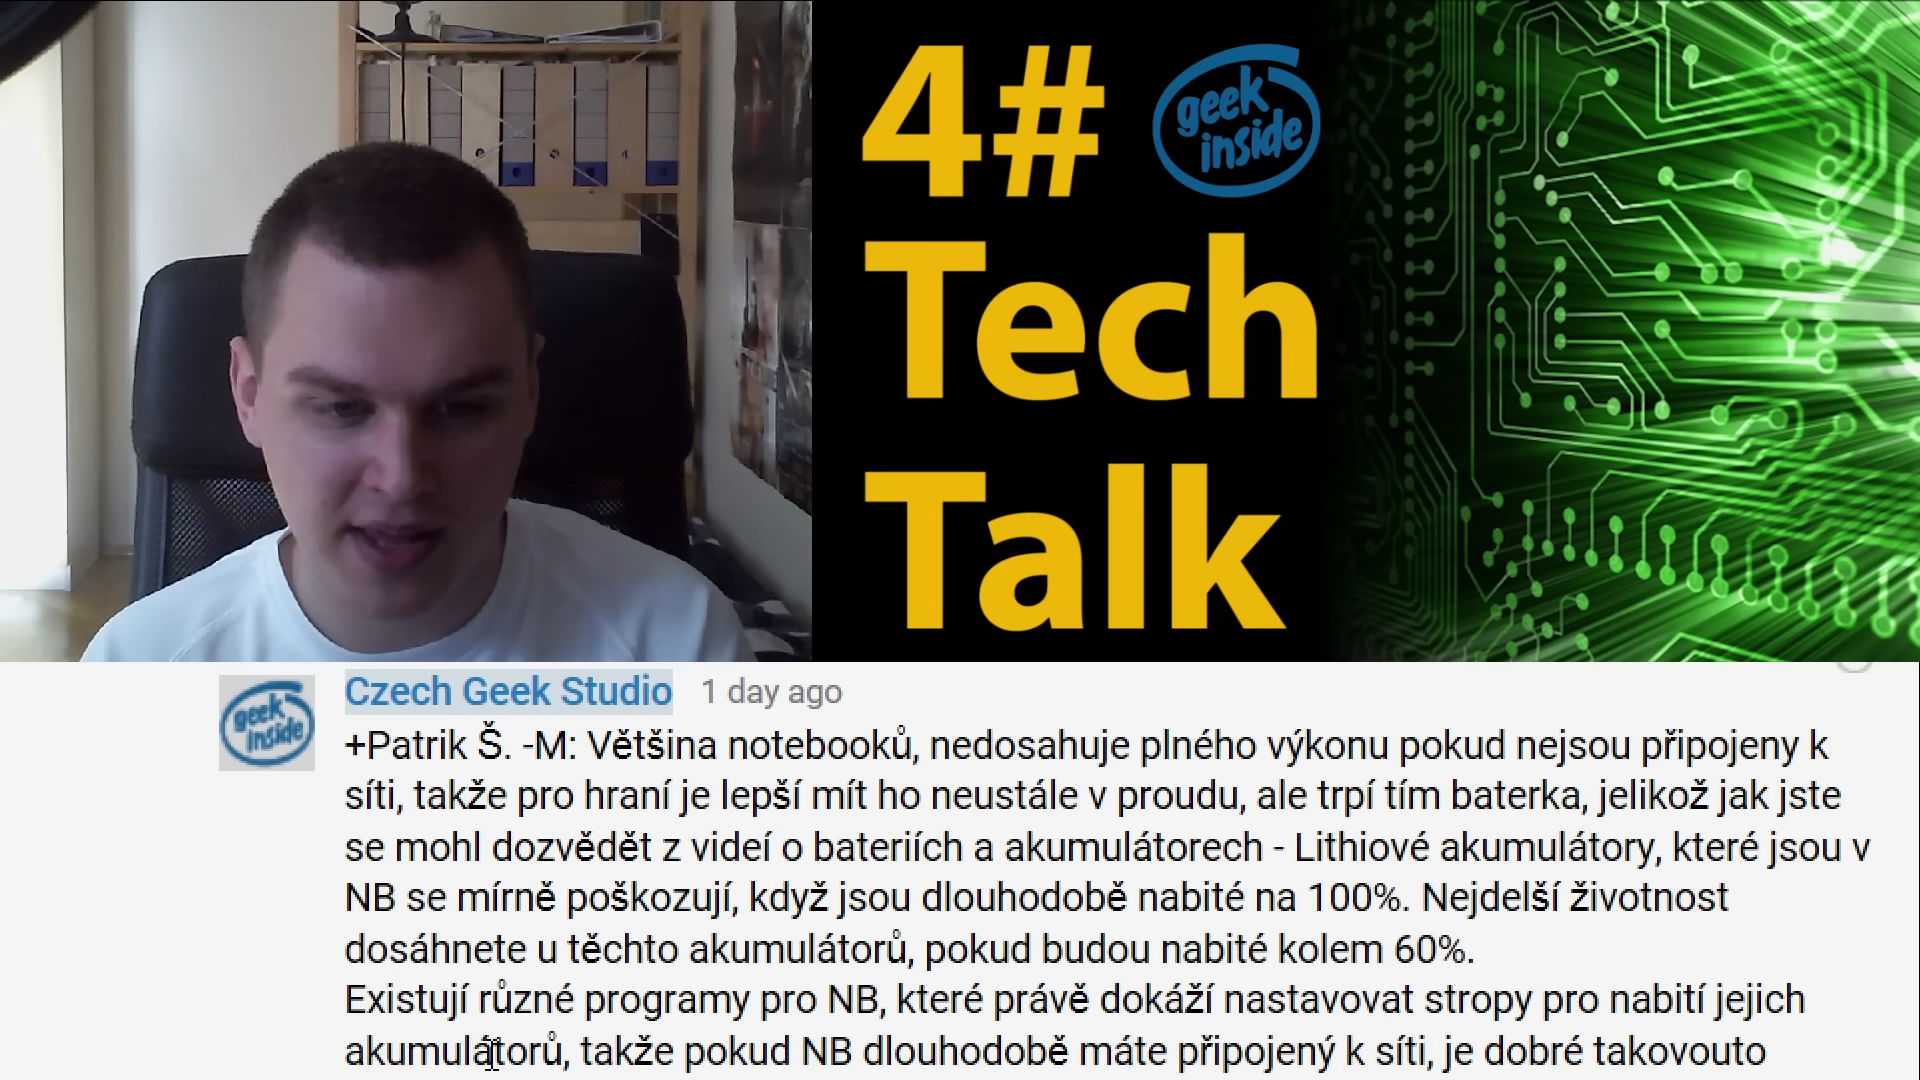 4#
geek
inside
Tech
Talk
geek
inside
Czech Geek Studio 1 day ago
+Patrik Š. -M: Většina notebooků, nedosahuje plného výkonu pokud nejsou připojeny k
síti, takže pro hraní je lepší mít ho neustále v proudu, ale trpí tím baterka, jelikož jak jste
se mohl dozvědět z videí o bateriích a akumulátorech - Lithiové akumulátory, které jsou v
NB se mírně poškozují, když jsou dlouhodobě nabité na 100%. Nejdelší životnost
dosáhnete u těchto akumulátorů, pokud budou nabité kolem 60%.
Existují různé programy pro NB, které právě dokáží nastavovat stropy pro nabití jejich
akumulátorů, takže pokud NB dlouhodobě máte připojený k síti, je dobré takovouto